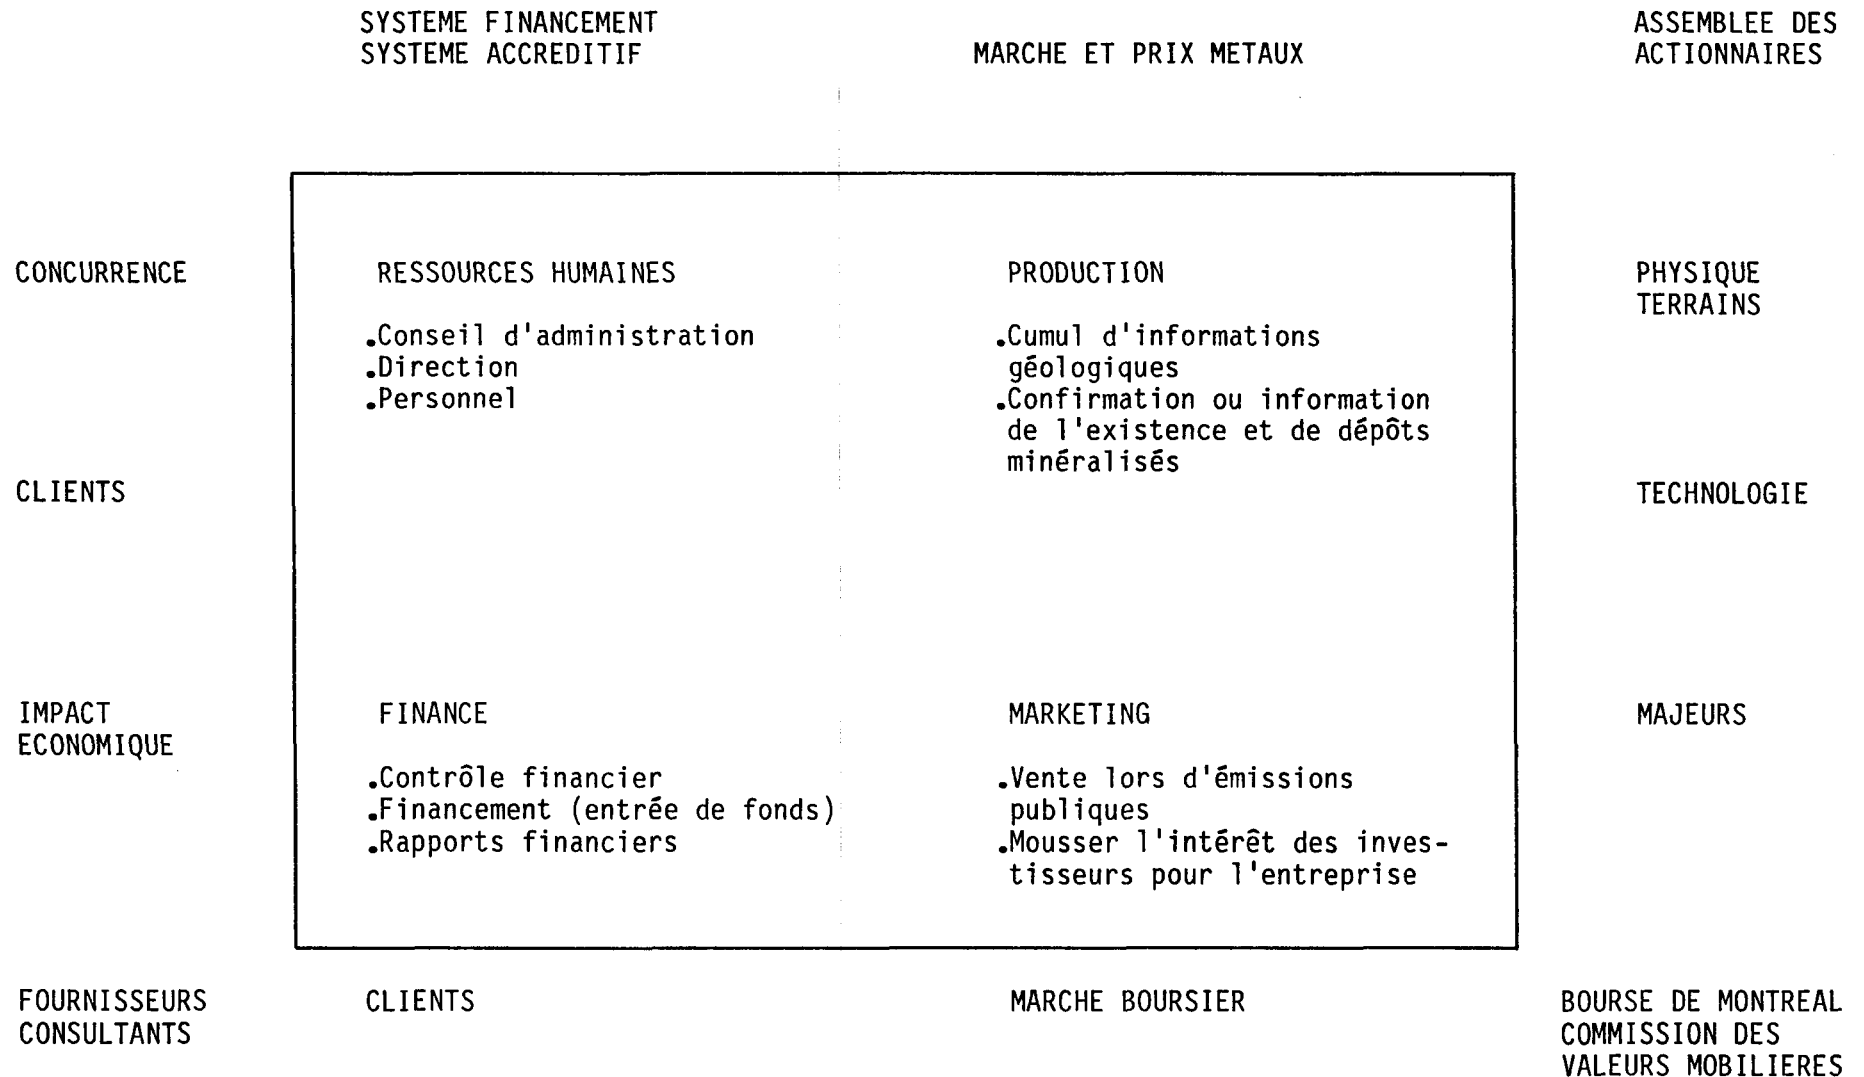 SYSTEME FINANCEMENT
SYSTEME ACCREDITIF
MARCHE ET PRIX METAUX
ASSEMBLEE DES
ACTIONNAIRES
CONCURRENCE
RESSOURCES HUMAINES
.Conseil d'administration
.Direction
.Personnel
PRODUCTION
.Cumul d'informations
géologiques
.Confirmation ou information
de l'existence et de dépôts
minéralisés
PHYSIQUE
TERRAINS
CLIENTS
TECHNOLOGIE
IMPACT
ECONOMIQUE
FINANCE
.Contrôle financier
.Financement (entrée de fonds)
.Rapports financiers
MARKETING
.Vente lors d'émissions
publiques
.Mousser l'intérêt des inves-
tisseurs pour l'entreprise
MAJEURS
FOURNISSEURS
CONSULTANTS
CLIENTS
MARCHE BOURSIER
BOURSE DE MONTREAL
COMMISSION DES
VALEURS MOBILIERES